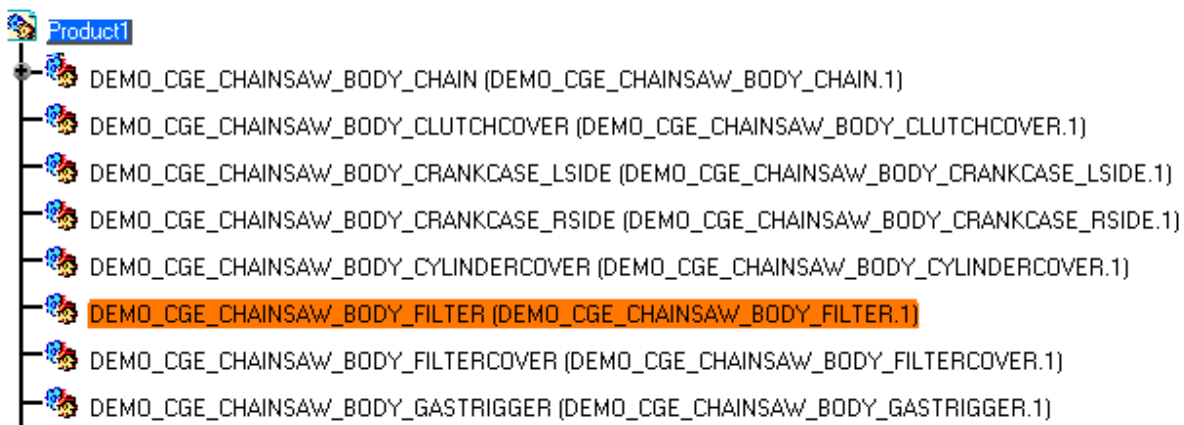 Product1
DEMO_CGE_CHAINSAW_BODY_CHAIN (DEMO_CGE_CHAINSAW_BODY_CHAIN.1)
DEMO_CGE_CHAINSAW_BODY_CLUTCHCOVER (DEMO_CGE_CHAINSAW_BODY_CLUTCHCOVER.1)
DEMO_CGE_CHAINSAW_BODY_CRANKCASE_LSIDE (DEMO_CGE_CHAINSAW_BODY_CRANKCASE_LSIDE.1)
DEMO_CGE_CHAINSAW_BODY_CRANKCASE_RSIDE (DEMO_CGE_CHAINSAW_BODY_CRANKCASE_RSIDE.1)
DEMO_CGE_CHAINSAW_BODY_CYLINDERCOVER (DEMO_CGE_CHAINSAW_BODY_CYLINDERCOVER.1)
DEMO_CGE_CHAINSAW_BODY_FILTER (DEMO_CGE_CHAINSAW_BODY_FILTER.1)
DEMO_CGE_CHAINSAW_BODY_FILTERCOVER (DEMO_CGE_CHAINSAW_BODY_FILTERCOVER.1)
DEMO_CGE_CHAINSAW_BODY_GASTRIGGER (DEMO_CGE_CHAINSAW_BODY_GASTRIGGER.1)